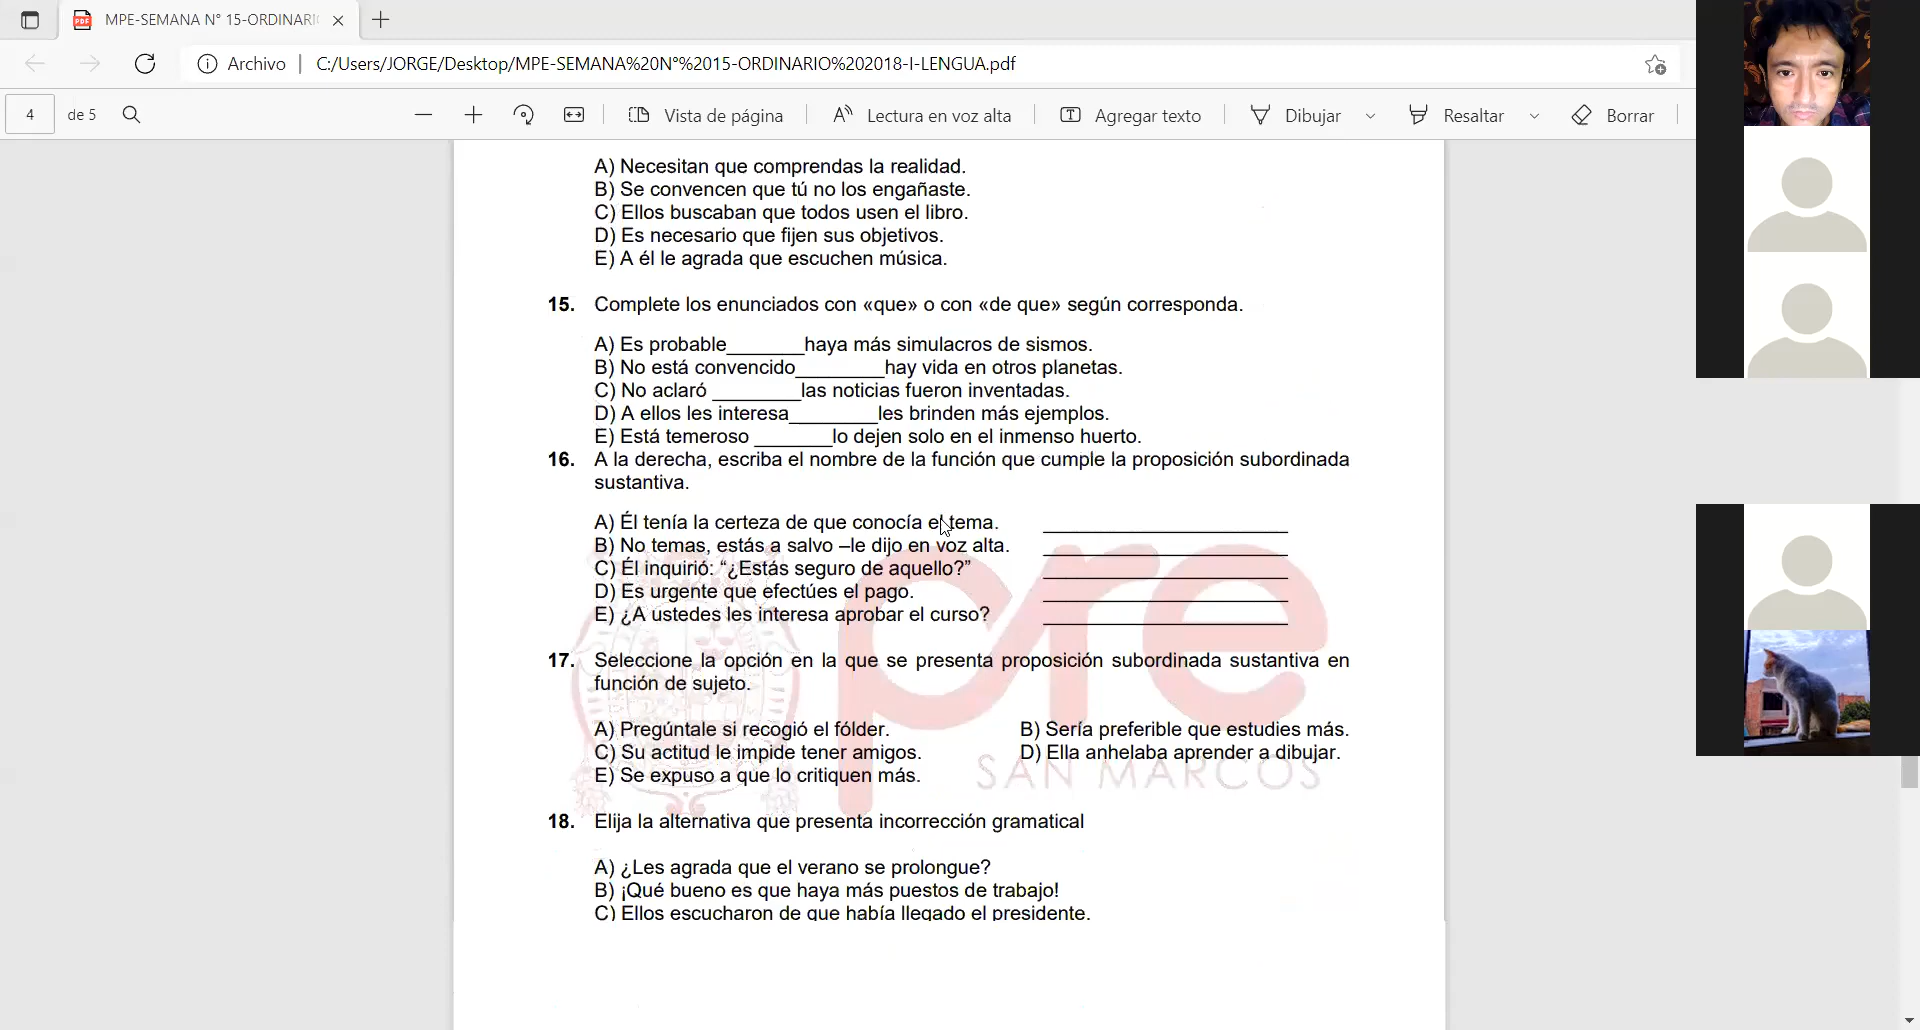 MPE-SEMANA N° 15-ORDINARI
Archivo | C:/Users/JORGE/Desktop/MPE-SEMANA%20N°%2015-ORDINARIO%202018-I-LENGUA.pdf
4 de 5 Vista de página Lectura en voz alta Agregar texto Dibujar Resaltar Borrar
A) Necesitan que comprendas la realidad.
B) Se convencen que tú no los engañaste.
C) Ellos buscaban que todos usen el libro.
D) Es necesario que fijen sus objetivos.
E) A él le agrada que escuchen música.
15. Complete los enunciados con «que» o con «de que» según corresponda.
A) Es probable_______haya más simulacros de sismos.
B) No está convencido________hay vida en otros planetas.
C) No aclaró ________las noticias fueron inventadas.
D) A ellos les interesa________les brinden más ejemplos.
E) Está temeroso _______lo dejen solo en el inmenso huerto.
16. A la derecha, escriba el nombre de la función que cumple la proposición subordinada
sustantiva.
A) Él tenía la certeza de que conocía el tema. ______________________
B) No temas, estás a salvo –le dijo en voz alta. ______________________
C) Él inquirió: “¿Estás seguro de aquello?” ______________________
D) Es urgente que efectúes el pago. ______________________
E) ¿A ustedes les interesa aprobar el curso? ______________________
17. Seleccione la opción en la que se presenta proposición subordinada sustantiva en
función de sujeto.
A) Pregúntale si recogió el fólder. B) Sería preferible que estudies más.
C) Su actitud le impide tener amigos. D) Ella anhelaba aprender a dibujar.
E) Se expuso a que lo critiquen más.
pre
SAN MARCOS
18. Elija la alternativa que presenta incorrección gramatical
A) ¿Les agrada que el verano se prolongue?
B) ¡Qué bueno es que haya más puestos de trabajo!
C) Ellos escucharon de que había llegado el presidente.